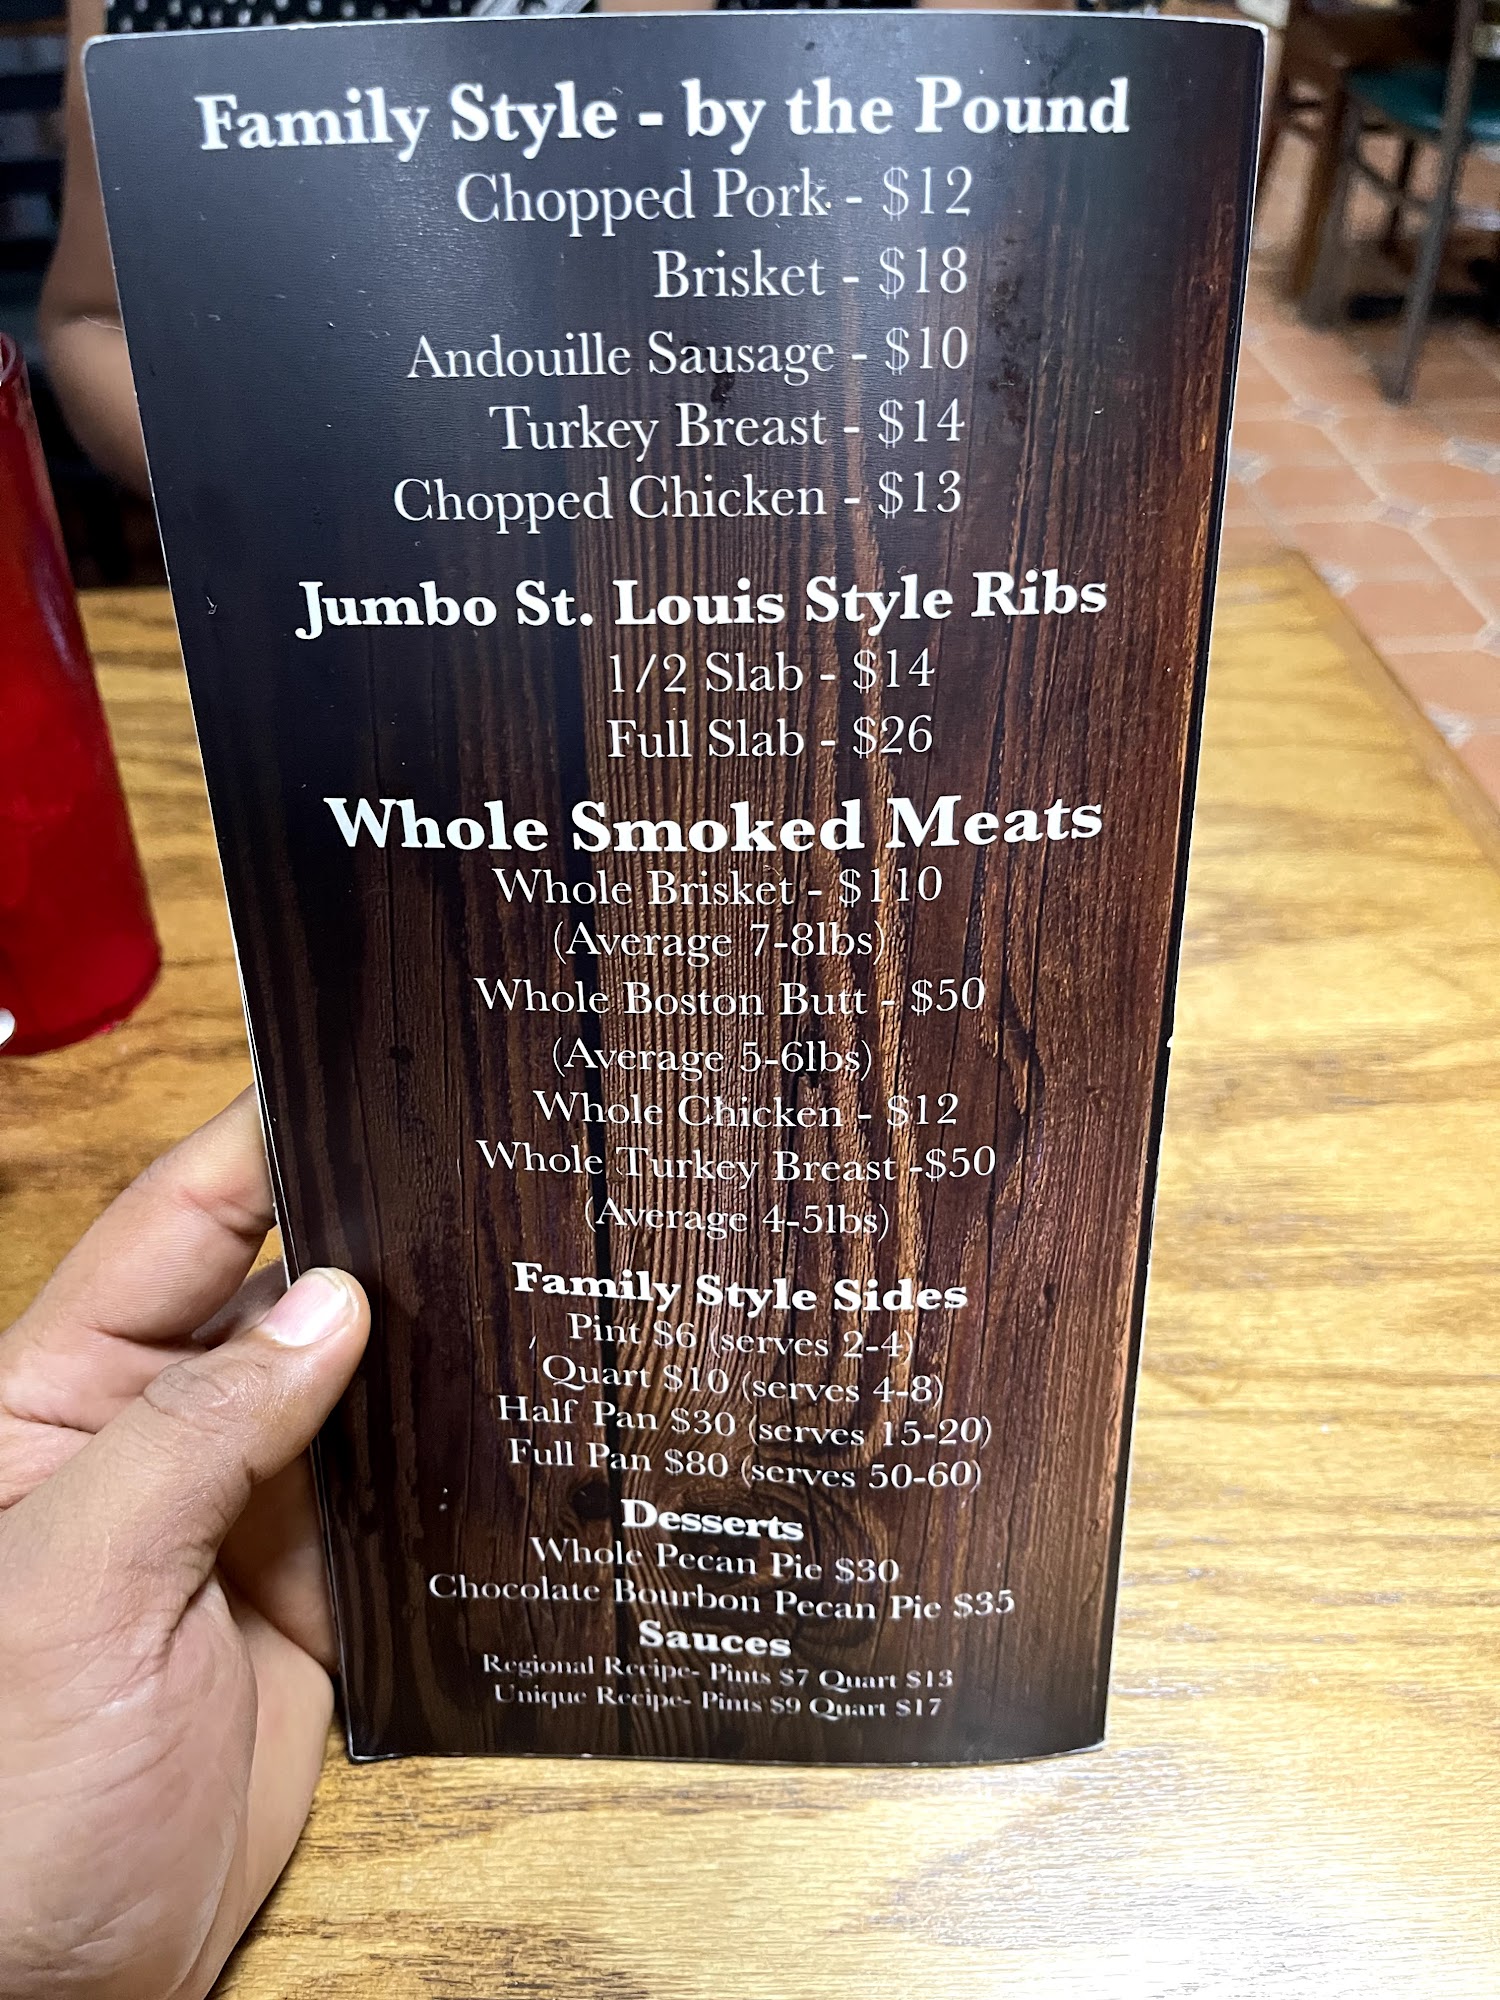 Family Style - by the Pound
Chopped Pork - $12
Brisket - $18
Andouille Sausage - $10
Turkey Breast - $14
Chopped Chicken - $13
Jumbo St. Louis Style Ribs
1/2 Slab - $14
Full Slab - $26
Whole Smoked Meats
Whole Brisket - $110
(Average 7-8lbs)
Whole Boston Butt - $50
(Average 5-6lbs)
Whole Chicken - $12
Whole Turkey Breast -$50
(Average 4-5lbs)
Family Style Sides
Pint $6 (serves 2-4)
Quart $10 (serves 4-8)
Half Pan $30 (serves 15-20)
Full Pan $80 (serves 50-60)
Desserts
Whole Pecan Pie $30
Chocolate Bourbon Pecan Pie $35
Sauces
Regional Recipe- Pints $7 Quart $13
Unique Recipe- Pints $9 Quart $17